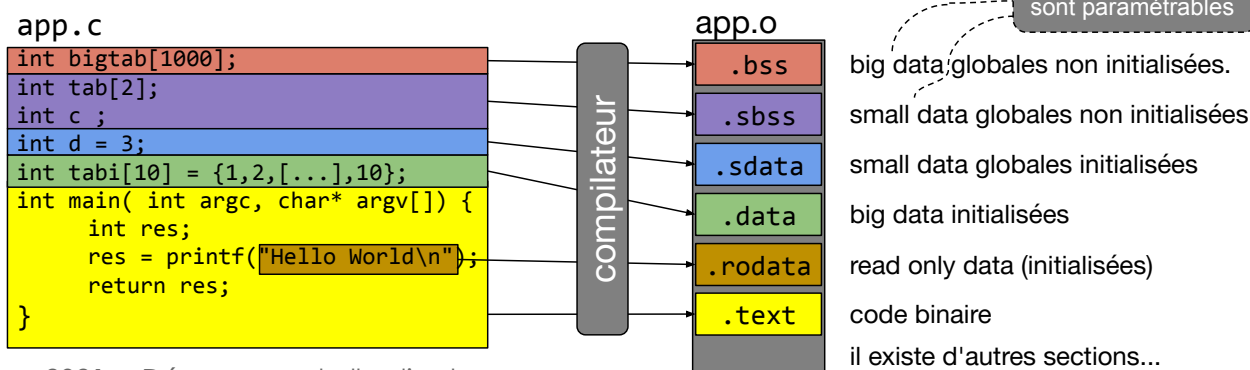 sont paramétrables
app.c
app.o
int bigtab[1000];
int tab[2];
int c ;
int d = 3;
int tabi[10] = {1,2,[...],10};
int main( int argc, char* argv[]) {
int res;
res = printf("Hello World\n");
return res;
}
compilateur
.bss
big data globales non initialisées.
.sbss
small data globales non initialisées
.sdata
small data globales initialisées
.data
big data initialisées
.rodata
read only data (initialisées)
.text
code binaire
il existe d'autres sections...